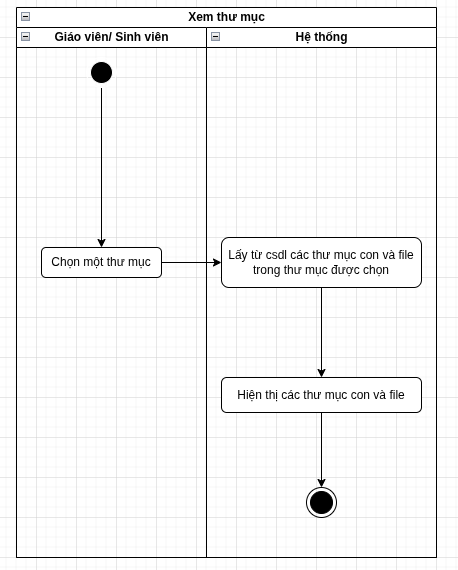 Xem thư mục
Giáo viên/ Sinh viên
Hệ thống
Chọn một thư mục
Lấy từ csdl các thư mục con và file
trong thư mục được chọn
Hiện thị các thư mục con và file